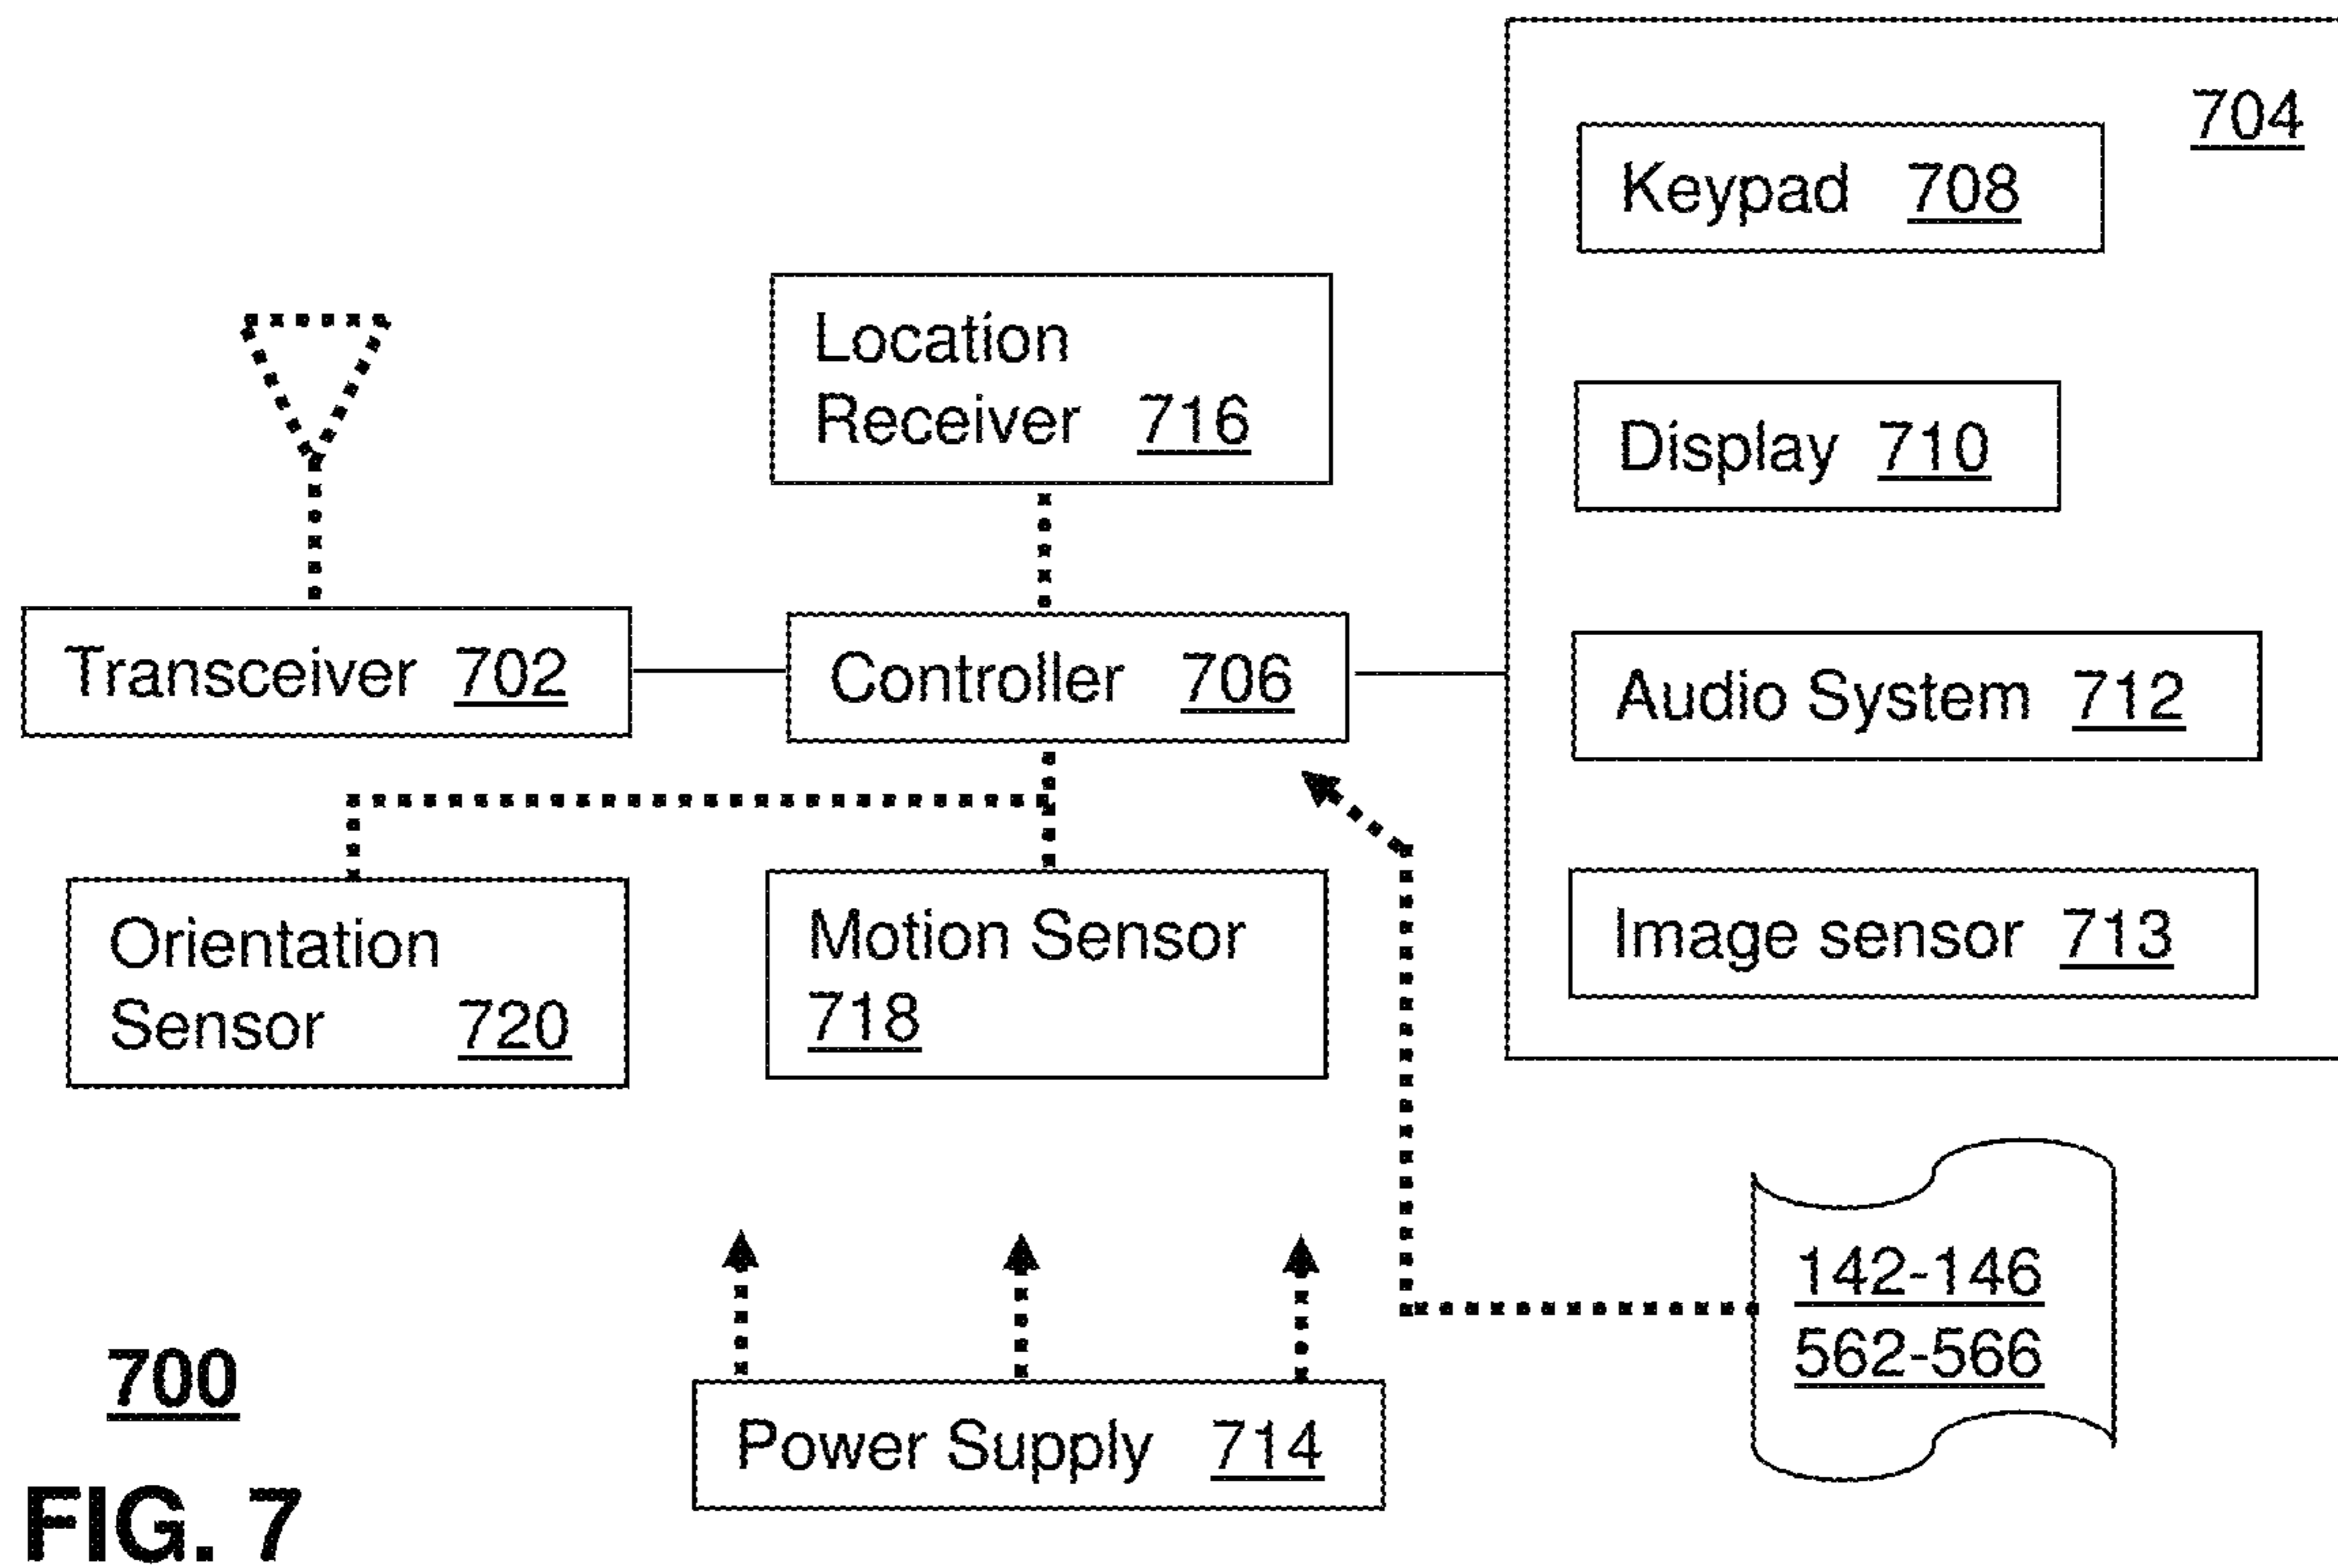 704
Keypad 708
Location
Receiver 716
Display 710
Transceiver 702
Controller 706
Audio System 712
Orientation
Sensor 720
Motion Sensor
718
Image sensor 713
142-146
562-566
700
Power Supply 714
FIG. 7